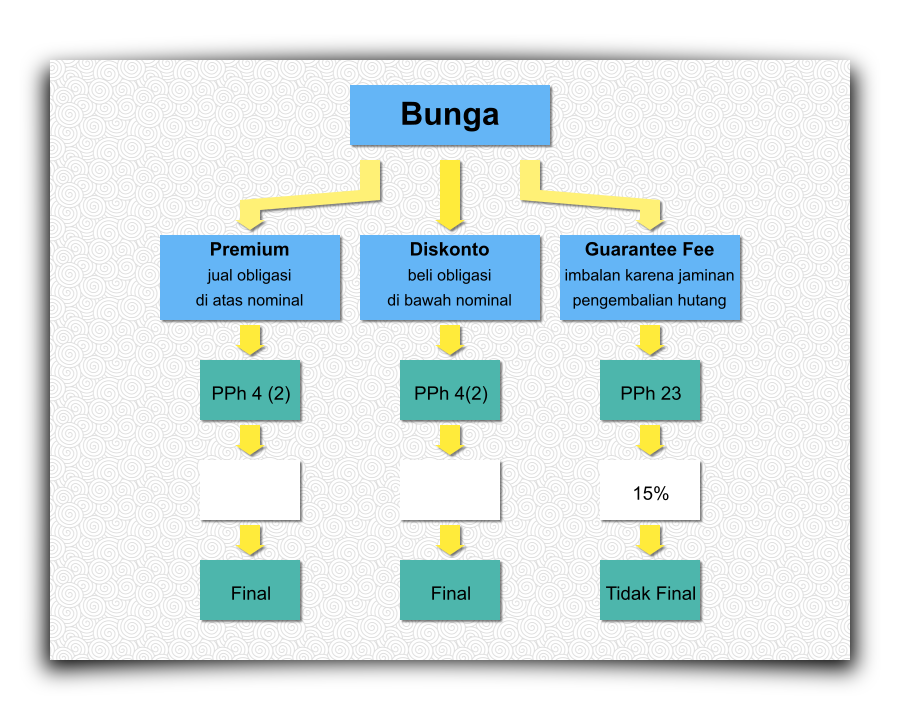 Bunga
Premium
jual obligasi
di atas nominal
Diskonto
beli obligasi
di bawah nominal
Guarantee Fee
imbalan karena jaminan
pengembalian hutang
PPh 4 (2)
PPh 4(2)
PPh 23
15%
Final
Final
Tidak Final